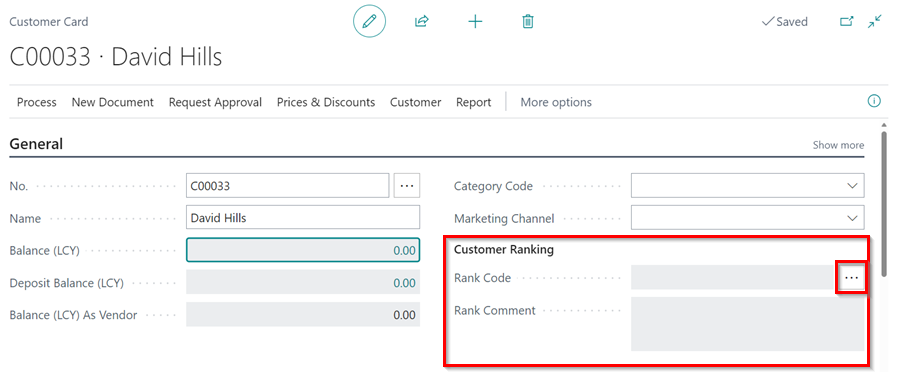 Customer Card
Saved
C00033 · David Hills
Process New Document Request Approval Prices & Discounts Customer Report More options
General
Show more
No. C00033
Name David Hills
Balance (LCY) 0.00
Deposit Balance (LCY) 0.00
Balance (LCY) As Vendor 0.00
Category Code
Marketing Channel
Customer Ranking
Rank Code
Rank Comment